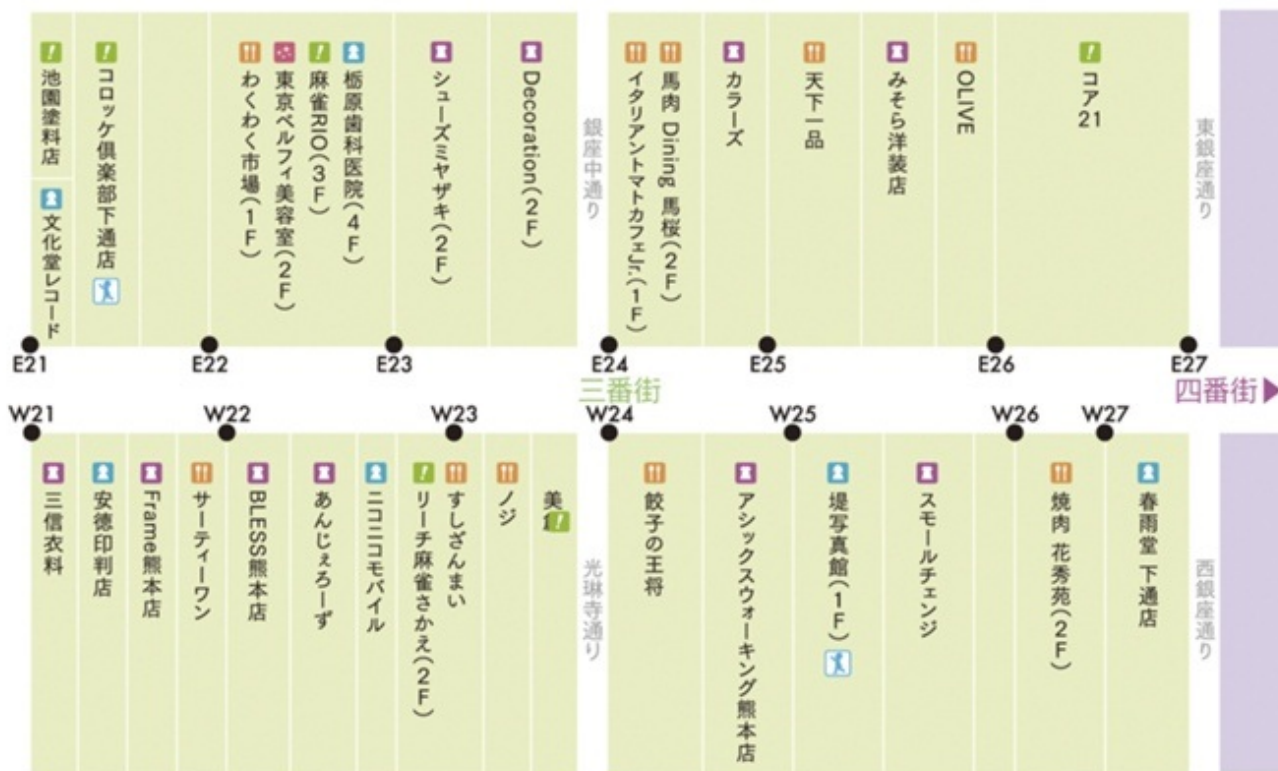 池園塗料店
文化堂レコード
コロッケ倶楽部下通店
わくわく市場(1F)
東京ベルフィ美容室(2F)
麻雀RIO(3F)
栃原歯科医院(4F)
シューズミヤザキ(2F)
Decoration(2F)
銀座中通り
イタリアントマトカフェJr.(1F)
馬肉 Dining 馬桜(2F)
カラーズ
天下一品
みそら洋装店
OLIVE
コア21
東銀座通り
E21
E22
E23
E24
E25
E26
E27
三番街
四番街
W21
W22
W23
W24
W25
W26
W27
三信衣料
安徳印判店
Frame熊本店
サーティーワン
BLESS熊本店
あんじぇろーず
ニコニコモバイル
リーチ麻雀さかえ(2F)
すしざんまい
ノジ
美
光琳寺通り
餃子の王将
アシックスウォーキング熊本店
堤写真館(1F)
スモールチェンジ
焼肉 花秀苑(2F)
春雨堂 下通店
西銀座通り